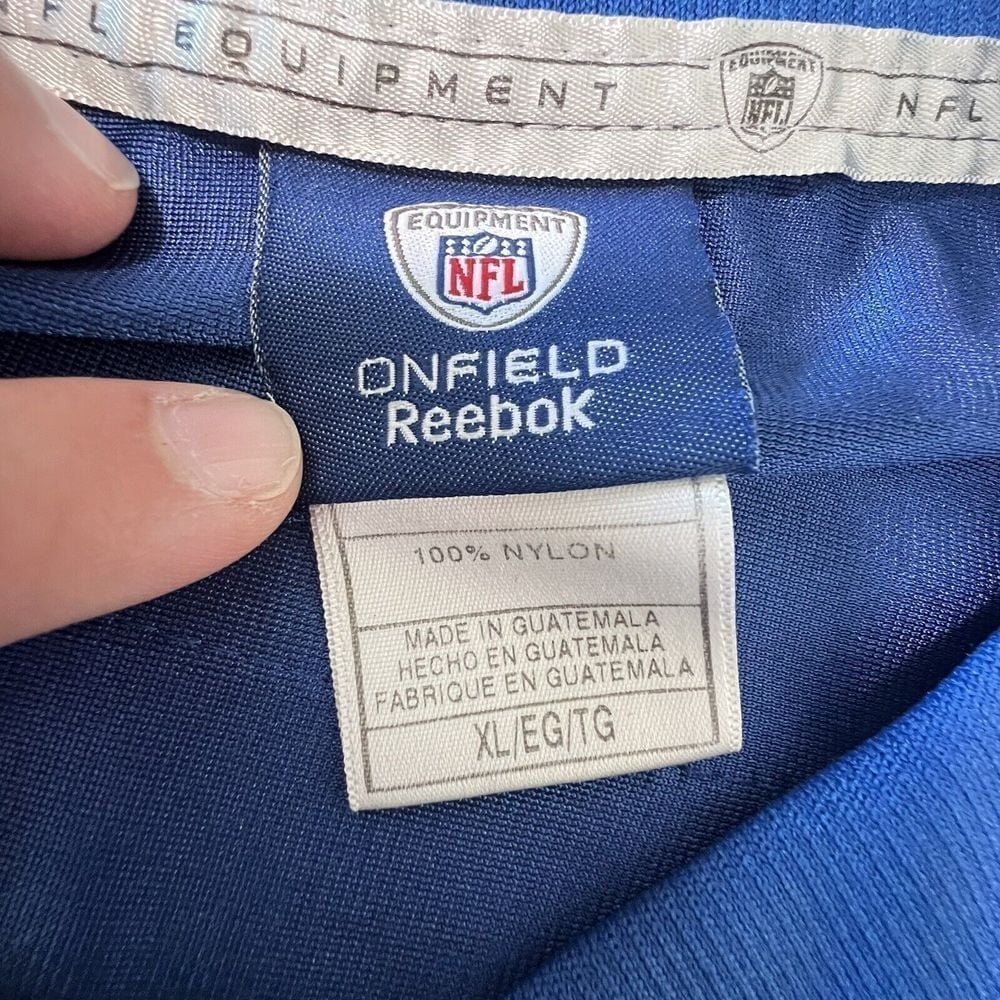 NFL EQUIPMENT EQUIPMENT NFL NFL
EQUIPMENT
NFL
ONFIELD
Reebok
100% NYLON
MADE IN GUATEMALA
HECHO EN GUATEMALA
FABRIQUE EN GUATEMALA
XL/EG/TG